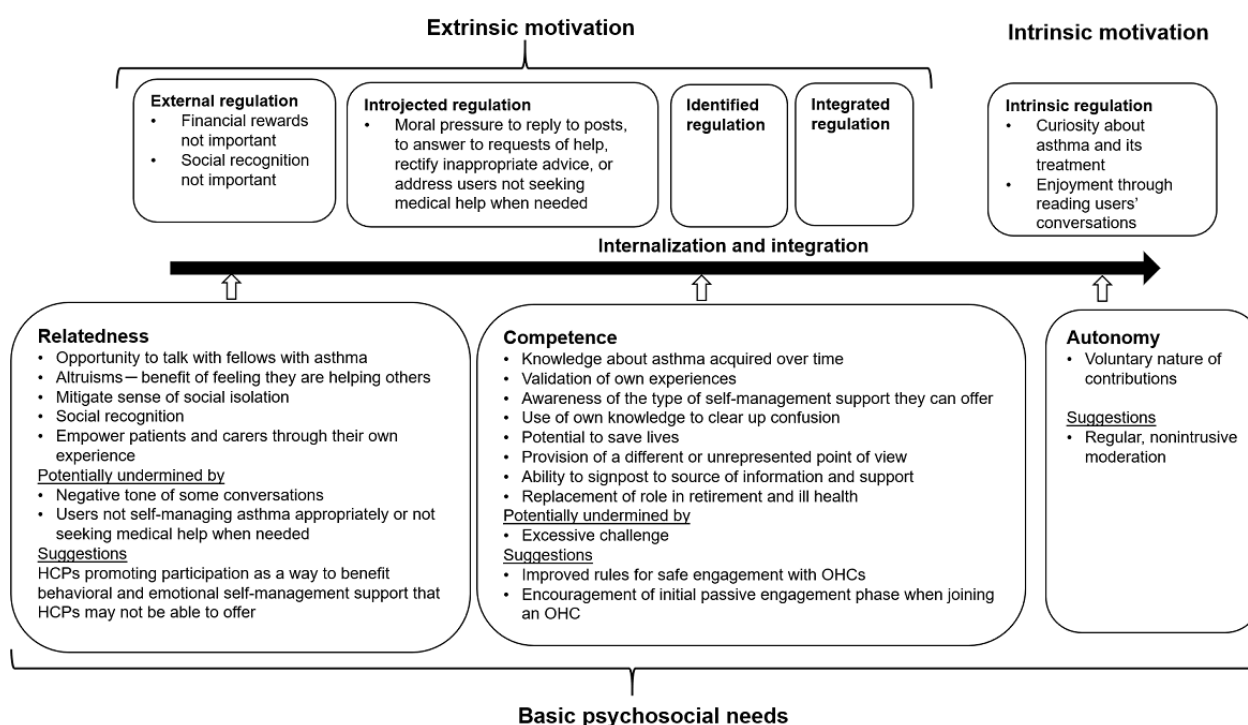 Extrinsic motivation
Intrinsic motivation
External regulation
• Financial rewards
not important
• Social recognition
not important
Introjected regulation
• Moral pressure to reply to posts,
to answer to requests of help,
rectify inappropriate advice, or
address users not seeking
medical help when needed
Identified
regulation
Integrated
regulation
Intrinsic regulation
• Curiosity about
asthma and its
treatment
• Enjoyment through
reading users’
conversations
Internalization and integration
Relatedness
• Opportunity to talk with fellows with asthma
• Altruisms — benefit of feeling they are helping others
• Mitigate sense of social isolation
• Social recognition
• Empower patients and carers through their own
experience
Potentially undermined by
• Negative tone of some conversations
• Users not self-managing asthma appropriately or not
seeking medical help when needed
Suggestions
HCPs promoting participation as a way to benefit
behavioral and emotional self-management support that
HCPs may not be able to offer
Competence
• Knowledge about asthma acquired over time
• Validation of own experiences
• Awareness of the type of self-management support they can offer
• Use of own knowledge to clear up confusion
• Potential to save lives
• Provision of a different or unrepresented point of view
• Ability to signpost to source of information and support
• Replacement of role in retirement and ill health
Potentially undermined by
• Excessive challenge
Suggestions
• Improved rules for safe engagement with OHCs
• Encouragement of initial passive engagement phase when joining
an OHC
Autonomy
• Voluntary nature of
contributions
Suggestions
• Regular, nonintrusive
moderation
Basic psychosocial needs